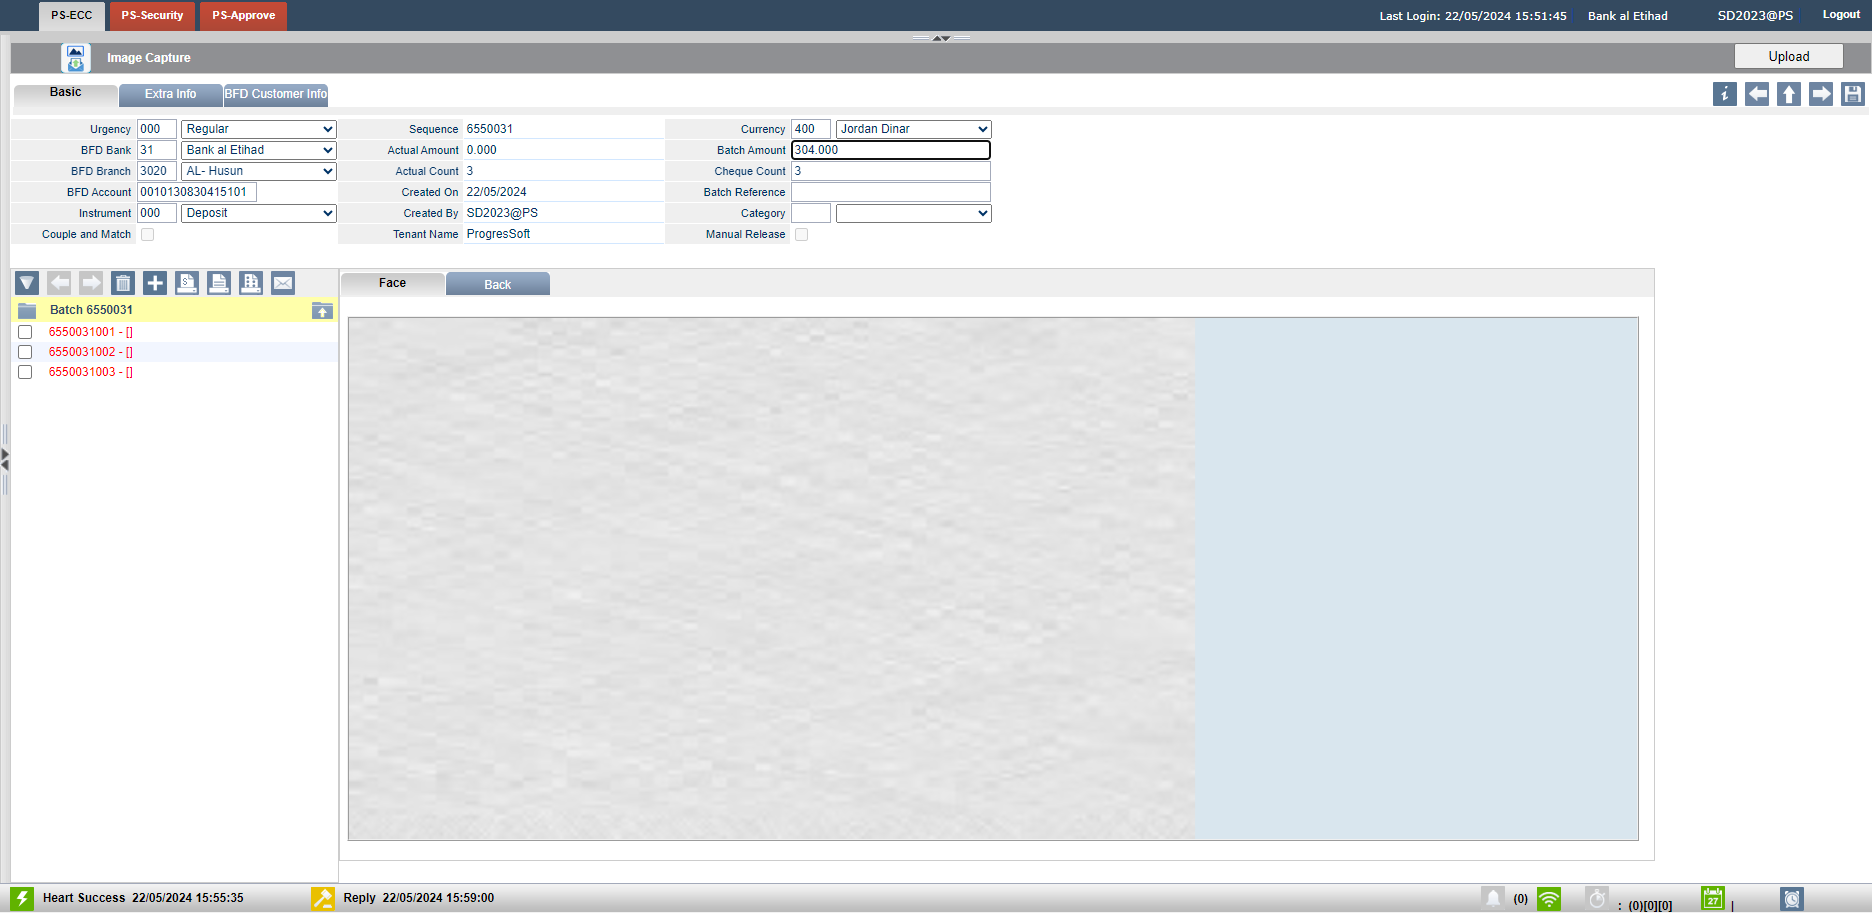 PS-ECC PS-Security PS-Approve Last Login: 22/05/2024 15:51:45 Bank al Etihad SD2023@PS Logout
Image Capture Upload
Basic Extra Info BFD Customer Info
Urgency 000 Regular Sequence 6550031 Currency 400 Jordan Dinar
BFD Bank 31 Bank al Etihad Actual Amount 0.000 Batch Amount 304.000
BFD Branch 3020 AL- Husun Actual Count 3 Cheque Count 3
BFD Account 0010130830415101 Created On 22/05/2024 Batch Reference
Instrument 000 Deposit Created By SD2023@PS Category
Couple and Match Tenant Name ProgresSoft Manual Release
Face Back
Batch 6550031
6550031001 - []
6550031002 - []
6550031003 - []
Heart Success 22/05/2024 15:55:35 Reply 22/05/2024 15:59:00 (0) : (0)[0][0] 27 |